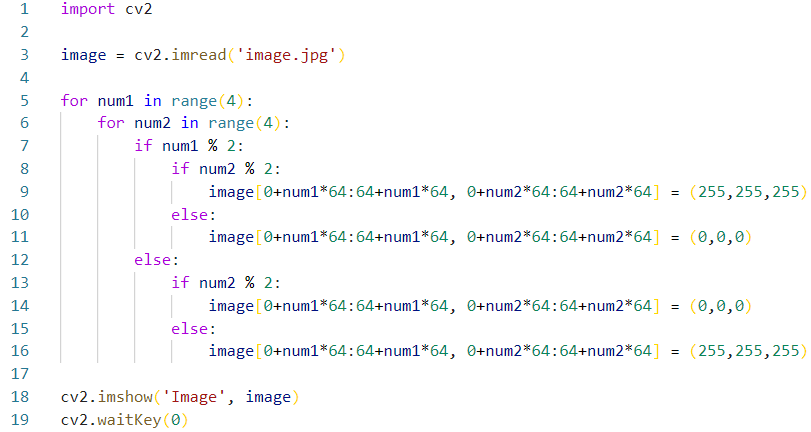 1 import cv2
2
3 image = cv2.imread('image.jpg')
4
5 for num1 in range(4):
6     for num2 in range(4):
7         if num1 % 2:
8             if num2 % 2:
9                 image[0+num1*64:64+num1*64, 0+num2*64:64+num2*64] = (255,255,255)
10             else:
11                 image[0+num1*64:64+num1*64, 0+num2*64:64+num2*64] = (0,0,0)
12         else:
13             if num2 % 2:
14                 image[0+num1*64:64+num1*64, 0+num2*64:64+num2*64] = (0,0,0)
15             else:
16                 image[0+num1*64:64+num1*64, 0+num2*64:64+num2*64] = (255,255,255)
17
18 cv2.imshow('Image', image)
19 cv2.waitKey(0)